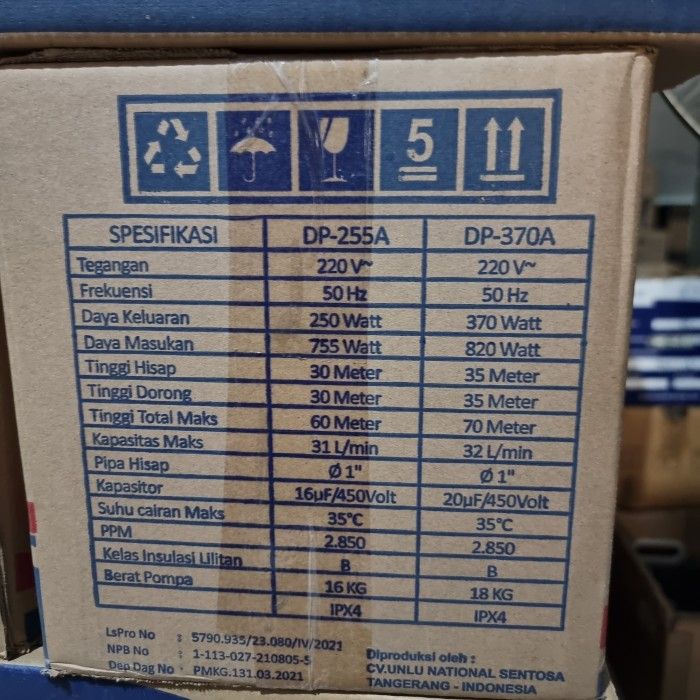 5
SPESIFIKASI DP-255A DP-370A
Tegangan 220 V~ 220 V~
Frekuensi 50 Hz 50 Hz
Daya Keluaran 250 Watt 370 Watt
Daya Masukan 755 Watt 820 Watt
Tinggi Hisap 30 Meter 35 Meter
Tinggi Dorong 30 Meter 35 Meter
Tinggi Total Maks 60 Meter 70 Meter
Kapasitas Maks 31 L/min 32 L/min
Pipa Hisap Ø 1" Ø 1"
Kapasitor 16µF/450Volt 20µF/450Volt
Suhu cairan Maks 35°C 35°C
PPM 2.850 2.850
Kelas Insulasi Lilitan B B
Berat Pompa 16 KG 18 KG
IPX4 IPX4
LsPro No : 5790.935/23.080/IV/2021
NPB No : 1-113-027-210805-5
Dep Dag No : PMKG.131.03.2021
Diproduksi oleh :
CV.UNLU NATIONAL SENTOSA
TANGERANG - INDONESIA